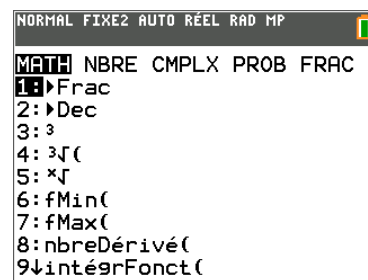 NORMAL FIXE2 AUTO RÉEL RAD MP
MATH NBRE CMPLX PROB FRAC
1:▸Frac
2:▸Dec
3:³
4:³√(
5:ˣ√
6:fMin(
7:fMax(
8:nbreDérivé(
9↓intégrFonct(